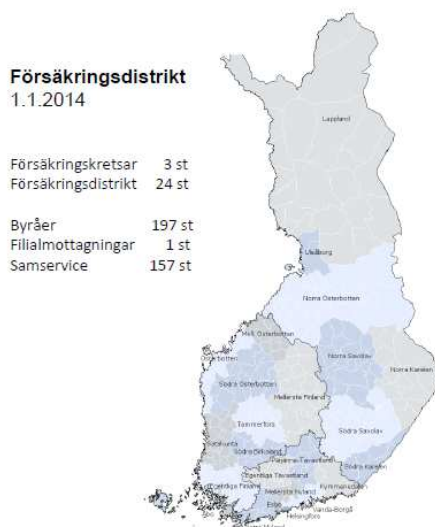 Försäkringsdistrikt
1.1.2014
Försäkringskretsar 3 st
Försäkringsdistrikt 24 st
Byråer 197 st
Filialmottagningar 1 st
Samservice 157 st
Lappland
Uleåborg
Norra Österbotten
Mell. Österbotten
Österbotten
Norra Savolax
Södra Österbotten
Norra Karelen
Mellersta Finland
Tammerfors
Södra Savolax
Satakunta
Södra Birkaland
Päijänne-Tavastland
Egentliga Tavastland
Södra Karelen
Egentliga Finland
Mellersta Nyland
Kymmenedalen
Esbo
Vanda-Borgå
Helsingfors